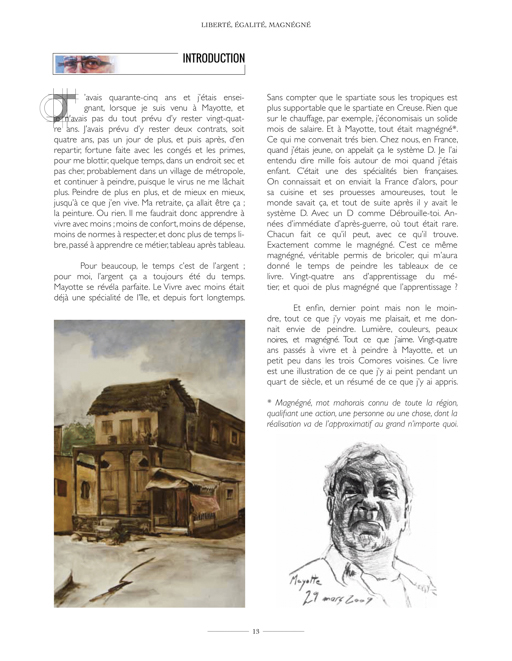 LIBERTÉ, ÉGALITÉ, MAGNÉGNÉ
INTRODUCTION
J'avais quarante-cinq ans et j'étais ensei-
gnant, lorsque je suis venu à Mayotte, et
je n'avais pas du tout prévu d'y rester vingt-quat-
re ans. J'avais prévu d'y rester deux contrats, soit
quatre ans, pas un jour de plus, et puis après, d'en
repartir, fortune faite avec les congés et les primes,
pour me blottir, quelque temps, dans un endroit sec et
pas cher, probablement dans un village de métropole,
et continuer à peindre, puisque le virus ne me lâchait
plus. Peindre de plus en plus, et de mieux en mieux,
jusqu'à ce que j'en vive. Ma retraite, ça allait être ça ;
la peinture. Ou rien. Il me faudrait donc apprendre à
vivre avec moins ; moins de confort, moins de dépense,
moins de normes à respecter, et donc plus de temps li-
bre, passé à apprendre ce métier, tableau après tableau.
Pour beaucoup, le temps c'est de l'argent ;
pour moi, l'argent ça a toujours été du temps.
Mayotte se révéla parfaite. Le Vivre avec moins était
déjà une spécialité de l'île, et depuis fort longtemps.
Sans compter que le spartiate sous les tropiques est
plus supportable que le spartiate en Creuse. Rien que
sur le chauffage, par exemple, j'économisais un solide
mois de salaire. Et à Mayotte, tout était magnégné*.
Ce qui me convenait très bien. Chez nous, en France,
quand j'étais jeune, on appelait ça le système D. Je l'ai
entendu dire mille fois autour de moi quand j'étais
enfant. C'était une des spécialités bien françaises.
On connaissait et on enviait la France d'alors, pour
sa cuisine et ses prouesses amoureuses, tout le
monde savait ça, et tout de suite après il y avait le
système D. Avec un D comme Débrouille-toi. An-
nées d'immédiate d'après-guerre, où tout était rare.
Chacun fait ce qu'il peut, avec ce qu'il trouve.
Exactement comme le magnégné. C'est ce même
magnégné, véritable permis de bricoler, qui m'aura
donné le temps de peindre les tableaux de ce
livre. Vingt-quatre ans d'apprentissage du mé-
tier, et quoi de plus magnégné que l'apprentissage ?
Et enfin, dernier point mais non le moin-
dre, tout ce que j'y voyais me plaisait, et me don-
nait envie de peindre. Lumière, couleurs, peaux
noires, et magnégné. Tout ce que j'aime. Vingt-quatre
ans passés à vivre et à peindre à Mayotte, et un
petit peu dans les trois Comores voisines. Ce livre
est une illustration de ce que j'y ai peint pendant un
quart de siècle, et un résumé de ce que j'y ai appris.
* Magnégné, mot mahorais connu de toute la région,
qualifiant une action, une personne ou une chose, dont la
réalisation va de l'approximatif au grand n'importe quoi.
Mayotte
29 mars 2007
13